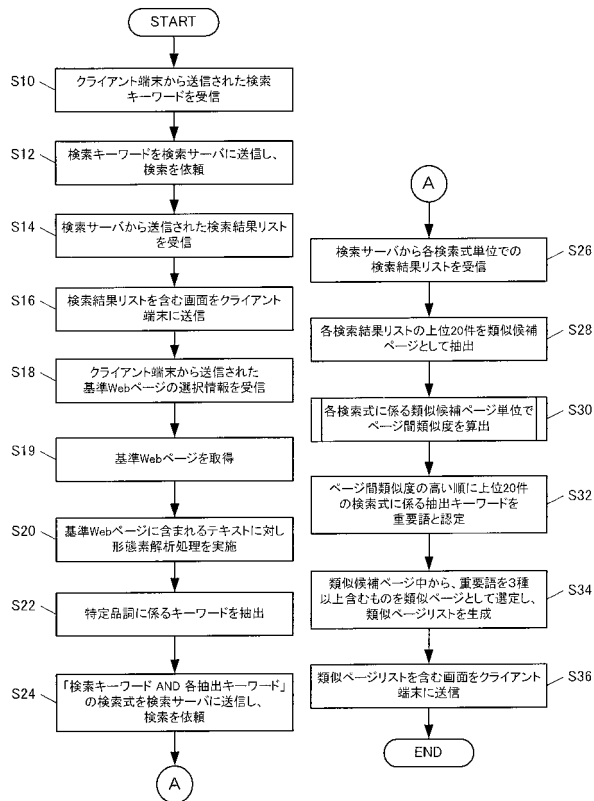 START
S10
クライアント端末から送信された検索
キーワードを受信
S12
検索キーワードを検索サーバに送信し、
検索を依頼
S14
検索サーバから送信された検索結果リスト
を受信
S16
検索結果リストを含む画面をクライアント
端末に送信
S18
クライアント端末から送信された
基準Webページの選択情報を受信
S19
基準Webページを取得
S20
基準Webページに含まれるテキストに対し
形態素解析処理を実施
S22
特定品詞に係るキーワードを抽出
S24
「検索キーワード AND 各抽出キーワード」
の検索式を検索サーバに送信し、
検索を依頼
A
A
検索サーバから各検索式単位での
検索結果リストを受信
S26
各検索結果リストの上位20件を類似候補
ページとして抽出
S28
各検索式に係る類似候補ページ単位で
ページ間類似度を算出
S30
ページ間類似度の高い順に上位20件
の検索式に係る抽出キーワードを
重要語と認定
S32
類似候補ページ中から、重要語を3種
以上含むものを類似ページとして選定し、
類似ページリストを生成
S34
類似ページリストを含む画面をクライアント
端末に送信
S36
END